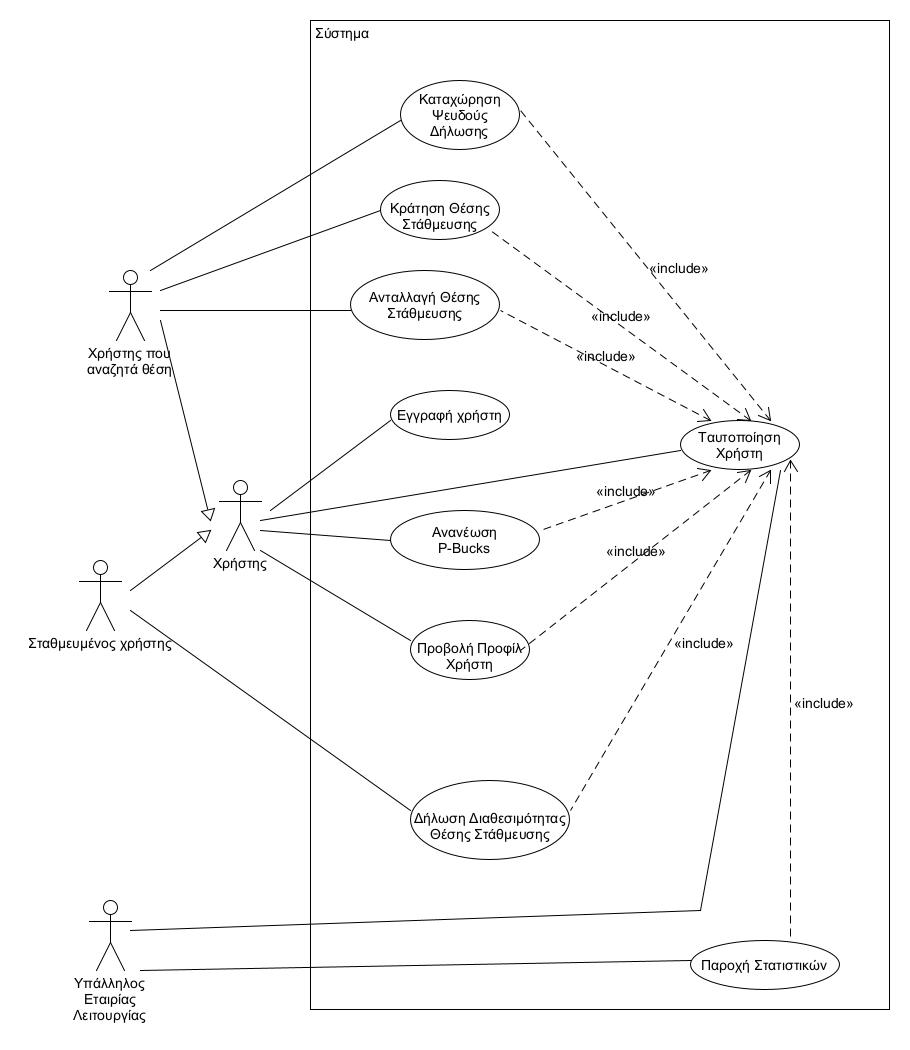 Σύστημα
Καταχώρηση
Ψευδούς
Δήλωσης
Κράτηση Θέσης
Στάθμευσης
«include»
Ανταλλαγή Θέσης
Στάθμευσης
«include»
«include»
Χρήστης που
αναζητά θέση
Εγγραφή χρήστη
Ταυτοποίηση
Χρήστη
«include»
Ανανέωση
P-Bucks
«include»
Χρήστης
Σταθμευμένος χρήστης
Προβολή Προφίλ
Χρήστη
«include»
«include»
Δήλωση Διαθεσιμότητας
Θέσης Στάθμευσης
Υπάλληλος
Εταιρίας
Λειτουργίας
Παροχή Στατιστικών